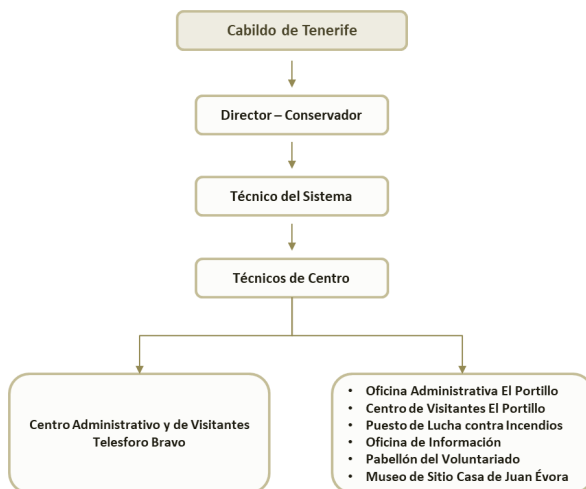 Cabildo de Tenerife
Director – Conservador
Técnico del Sistema
Técnicos de Centro
Centro Administrativo y de Visitantes
Telesforo Bravo
• Oficina Administrativa El Portillo
• Centro de Visitantes El Portillo
• Puesto de Lucha contra Incendios
• Oficina de Información
• Pabellón del Voluntariado
• Museo de Sitio Casa de Juan Évora